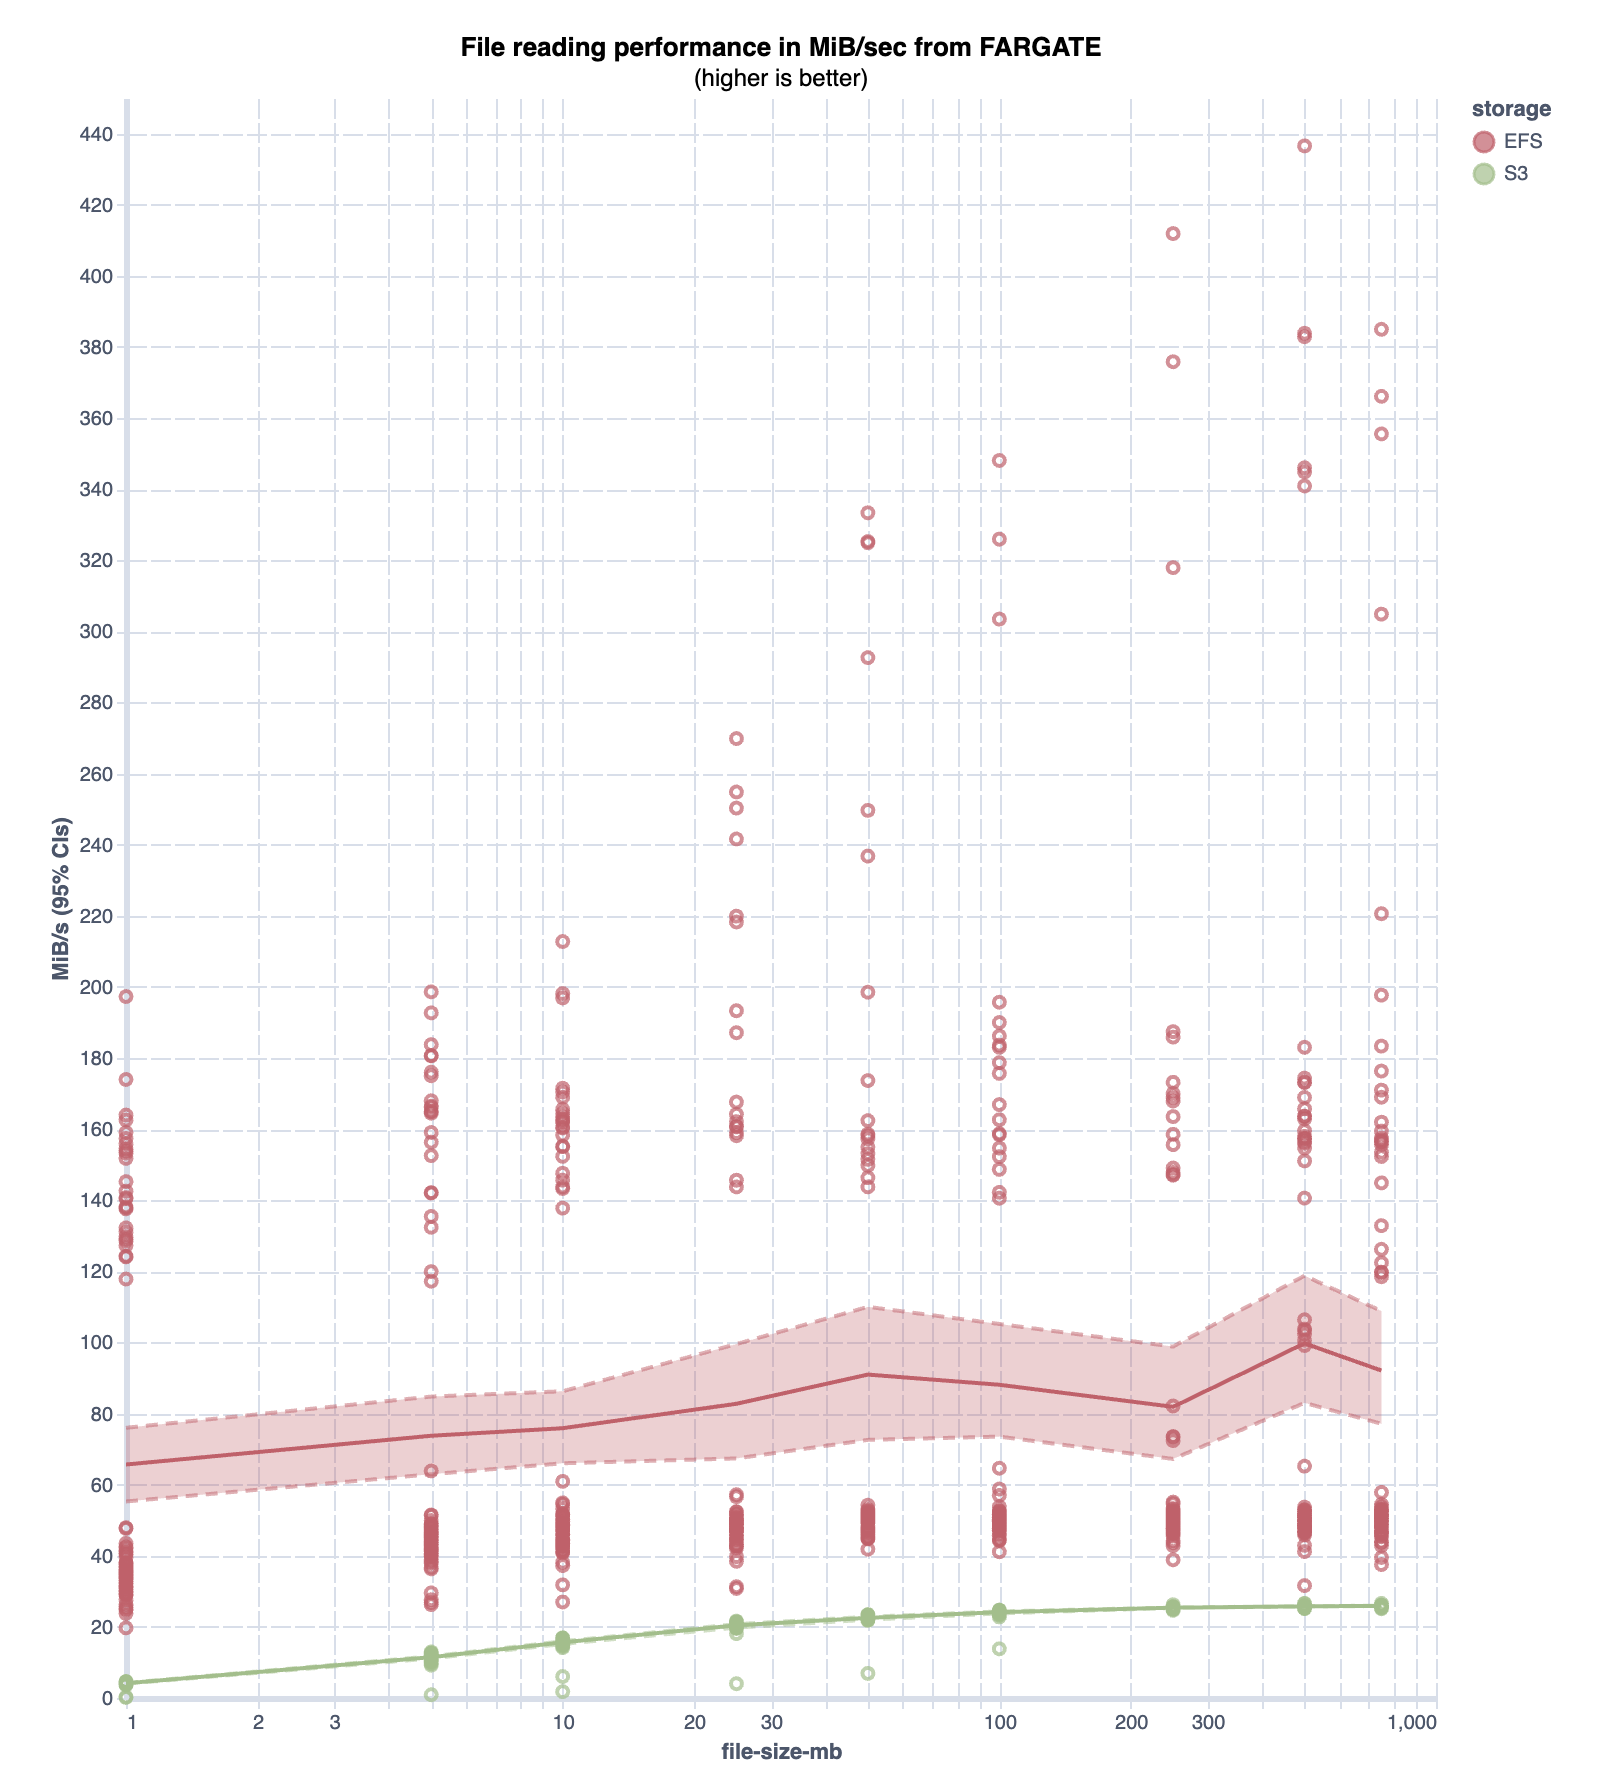 File reading performance in MiB/sec from FARGATE
(higher is better)
storage
EFS
S3
MiB/s (95% CIs)
440
420
400
380
360
340
320
300
280
260
240
220
200
180
160
140
120
100
80
60
40
20
0
1 2 3 10 20 30 100 200 300 1,000
file-size-mb